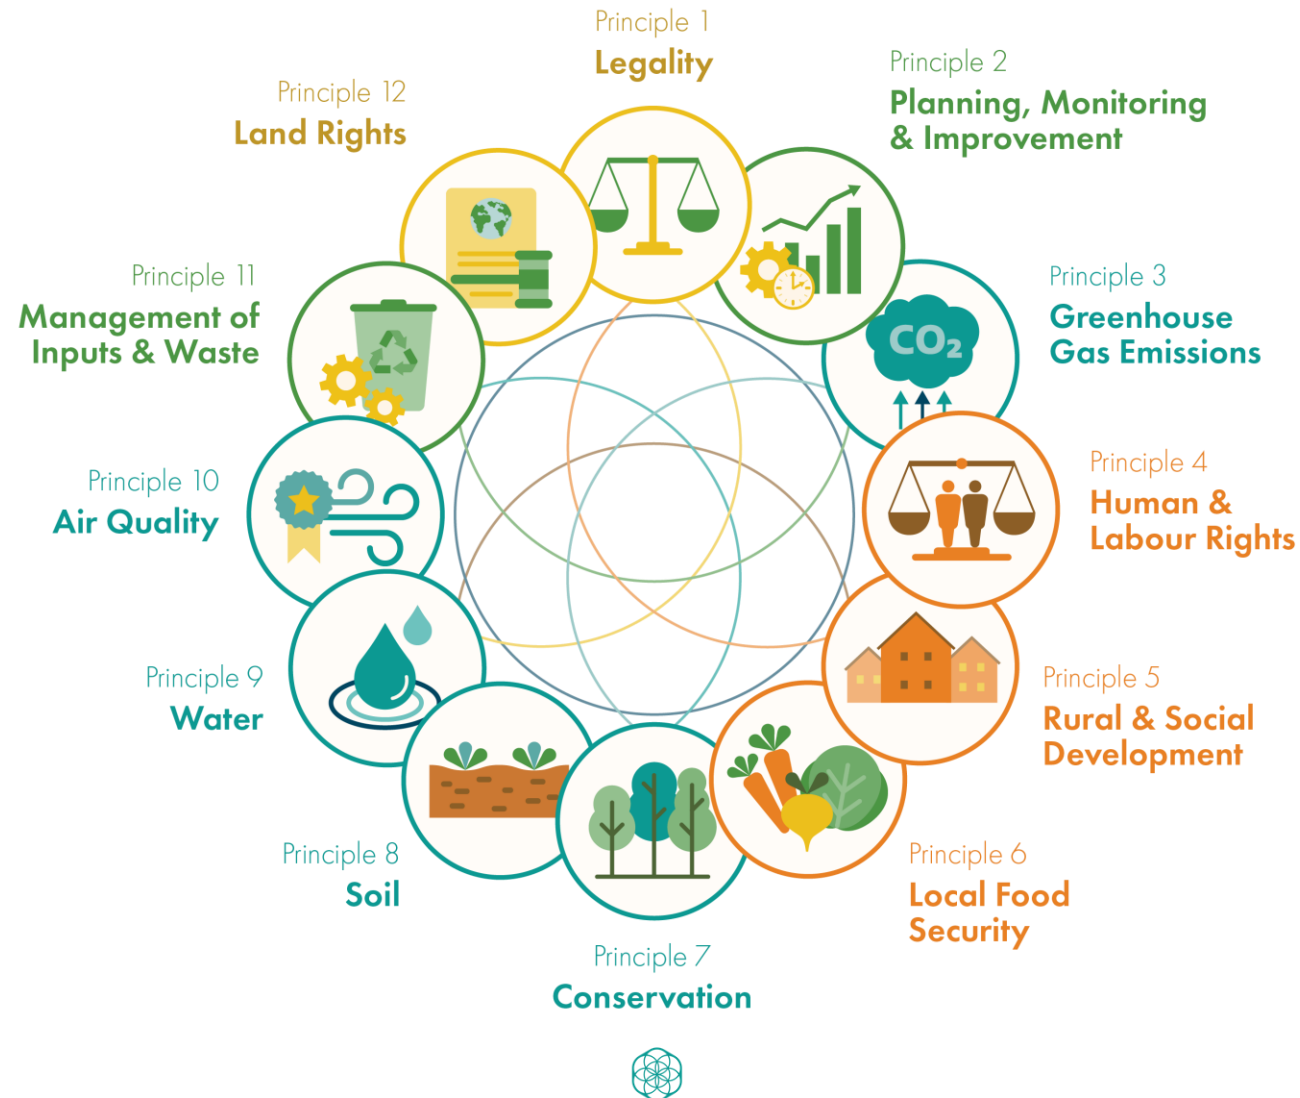 Principle 1
Legality
Principle 2
Planning, Monitoring
& Improvement
Principle 3
Greenhouse
Gas Emissions
CO₂
Principle 4
Human &
Labour Rights
Principle 5
Rural & Social
Development
Principle 6
Local Food
Security
Principle 7
Conservation
Principle 8
Soil
Principle 9
Water
Principle 10
Air Quality
Principle 11
Management of
Inputs & Waste
Principle 12
Land Rights